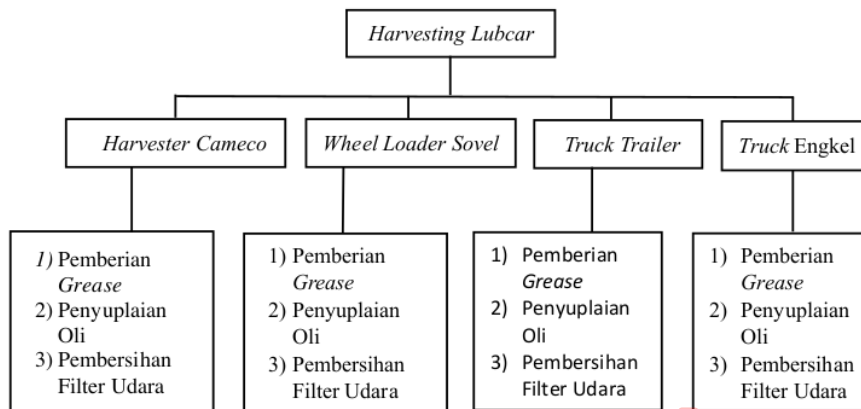 Harvesting Lubcar
Harvester Cameco
Wheel Loader Sovel
Truck Trailer
Truck Engkel
1) Pemberian
Grease
2) Penyuplaian
Oli
3) Pembersihan
Filter Udara
1) Pemberian
Grease
2) Penyuplaian
Oli
3) Pembersihan
Filter Udara
1) Pemberian
Grease
2) Penyuplaian
Oli
3) Pembersihan
Filter Udara
1) Pemberian
Grease
2) Penyuplaian
Oli
3) Pembersihan
Filter Udara